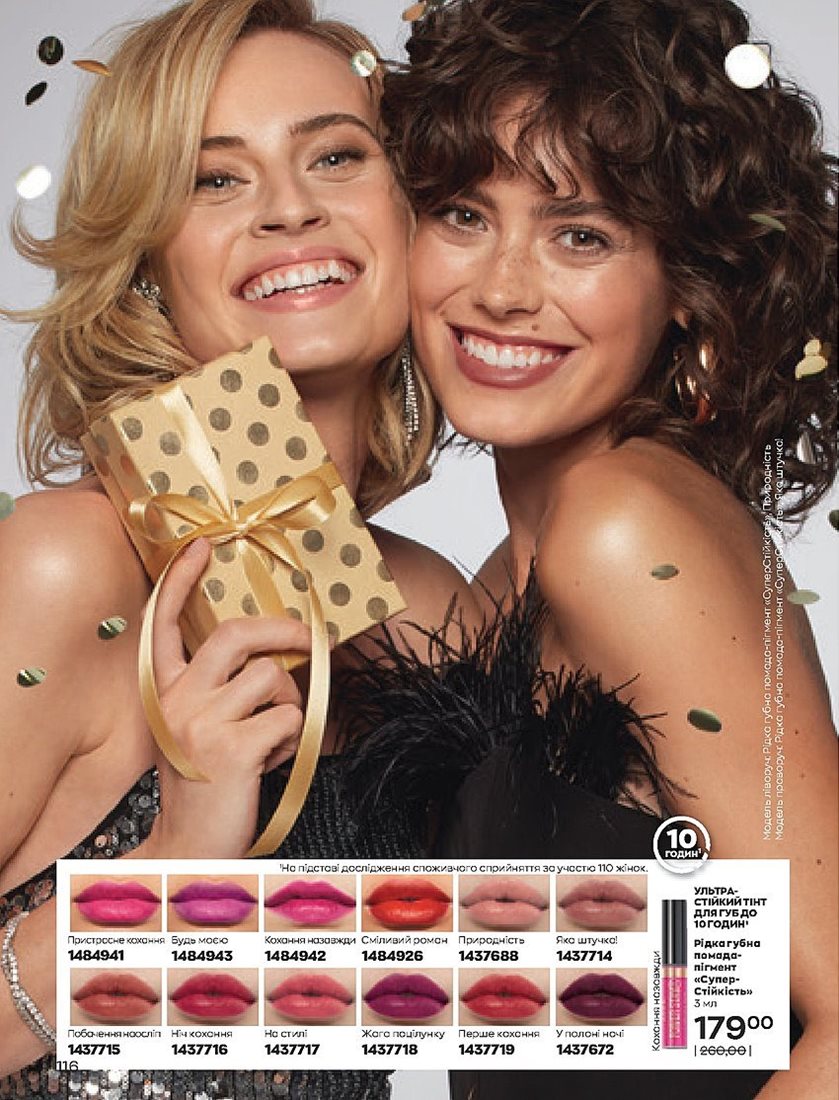 Модель ліворуч: Рідка губна помада-пігмент «СуперСтійкість» Природність
Модель праворуч: Рідка губна помада-пігмент «СуперСтійкість» Яка штучка!
10
ГОДИН¹
¹На підставі дослідження споживчого сприйняття за участю 110 жінок.
Пристрасне кохання
1484941
Будь моєю
1484943
Кохання назавжди
1484942
Сміливий роман
1484926
Природність
1437688
Яка штучка!
1437714
Побачення наосліп
1437715
Ніч кохання
1437716
На стилі
1437717
Жага поцілунку
1437718
Перше кохання
1437719
У полоні ночі
1437672
Кохання назавжди
УЛЬТРА-
СТІЙКИЙ ТІНТ
ДЛЯ ГУБ ДО
10 ГОДИН¹
Рідка губна
помада-
пігмент
«Супер-
Стійкість»
3 мл
179⁰⁰
| 260,00 |
116